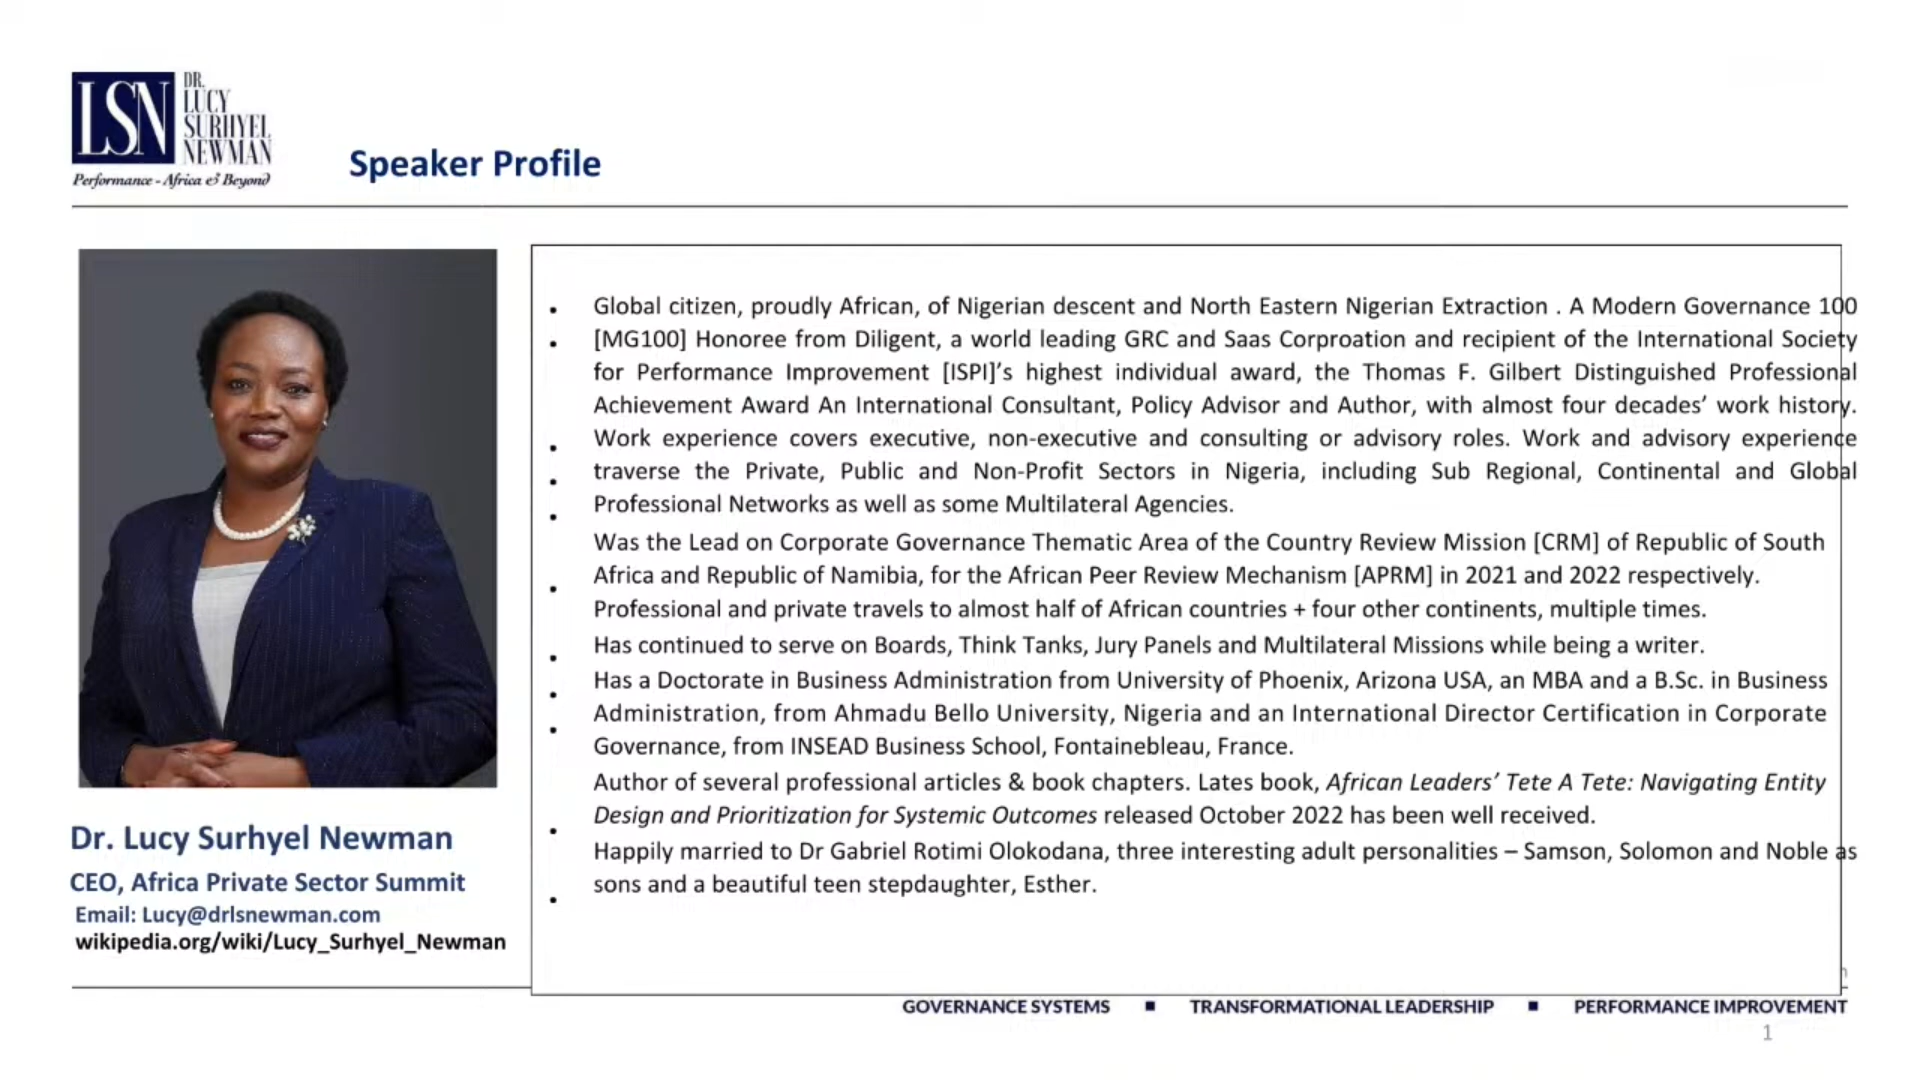 LSN
DR.
LUCY
SURHYEL
NEWMAN
Performance - Africa & Beyond
Speaker Profile
• Global citizen, proudly African, of Nigerian descent and North Eastern Nigerian Extraction . A Modern Governance 100
• [MG100] Honoree from Diligent, a world leading GRC and Saas Corproation and recipient of the International Society
for Performance Improvement [ISPI]’s highest individual award, the Thomas F. Gilbert Distinguished Professional
Achievement Award An International Consultant, Policy Advisor and Author, with almost four decades’ work history.
• Work experience covers executive, non-executive and consulting or advisory roles. Work and advisory experience
• traverse the Private, Public and Non-Profit Sectors in Nigeria, including Sub Regional, Continental and Global
• Professional Networks as well as some Multilateral Agencies.
Was the Lead on Corporate Governance Thematic Area of the Country Review Mission [CRM] of Republic of South
• Africa and Republic of Namibia, for the African Peer Review Mechanism [APRM] in 2021 and 2022 respectively.
Professional and private travels to almost half of African countries + four other continents, multiple times.
• Has continued to serve on Boards, Think Tanks, Jury Panels and Multilateral Missions while being a writer.
• Has a Doctorate in Business Administration from University of Phoenix, Arizona USA, an MBA and a B.Sc. in Business
• Administration, from Ahmadu Bello University, Nigeria and an International Director Certification in Corporate
Governance, from INSEAD Business School, Fontainebleau, France.
Author of several professional articles & book chapters. Lates book, African Leaders’ Tete A Tete: Navigating Entity
• Design and Prioritization for Systemic Outcomes released October 2022 has been well received.
Happily married to Dr Gabriel Rotimi Olokodana, three interesting adult personalities – Samson, Solomon and Noble as
• sons and a beautiful teen stepdaughter, Esther.
Dr. Lucy Surhyel Newman
CEO, Africa Private Sector Summit
Email: Lucy@drlsnewman.com
wikipedia.org/wiki/Lucy_Surhyel_Newman
GOVERNANCE SYSTEMS ■ TRANSFORMATIONAL LEADERSHIP ■ PERFORMANCE IMPROVEMENT
1